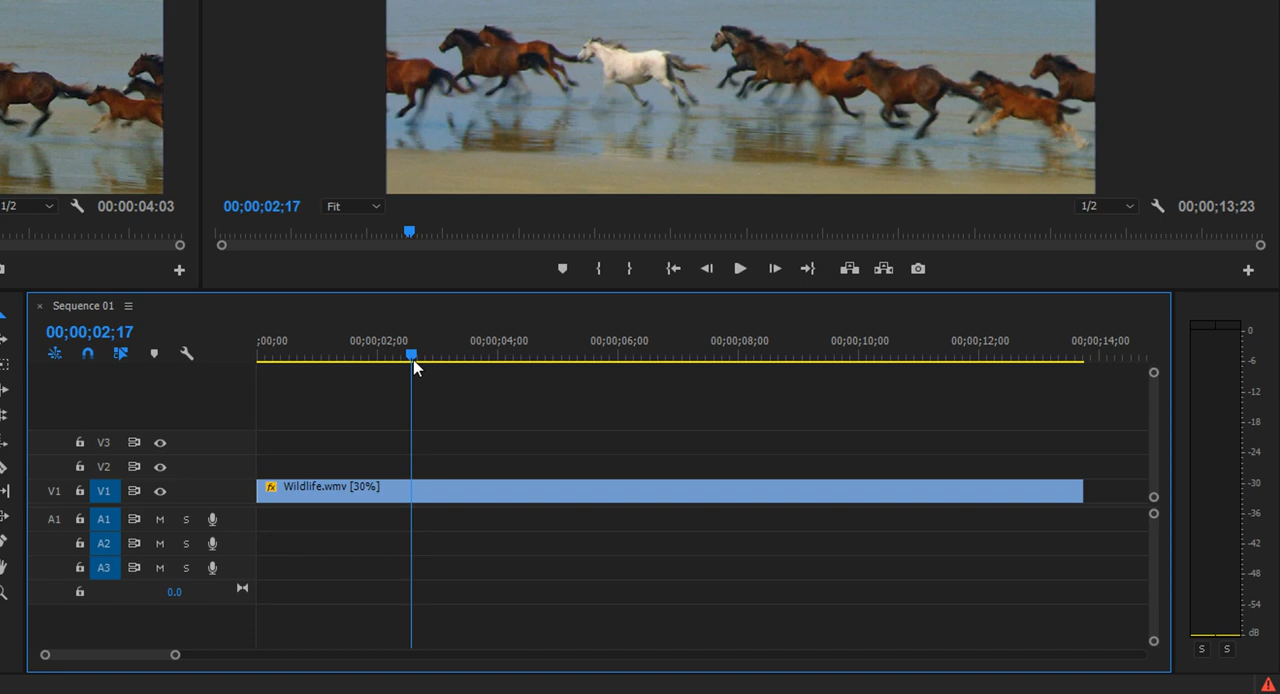 1/2 00:00:04:03 00;00;02;17 Fit 1/2 00;00;13;23
× Sequence 01
00;00;02;17
;00;00 00;00;02;00 00;00;04;00 00;00;06;00 00;00;08;00 00;00;10;00 00;00;12;00 00;00;14;00
V3
V2
V1 V1 fx Wildlife.wmv [30%]
A1 A1 M S
A2 M S
A3 M S
0.0
0
-6
-12
-18
-24
-30
-36
-42
-48
-54
dB
S S